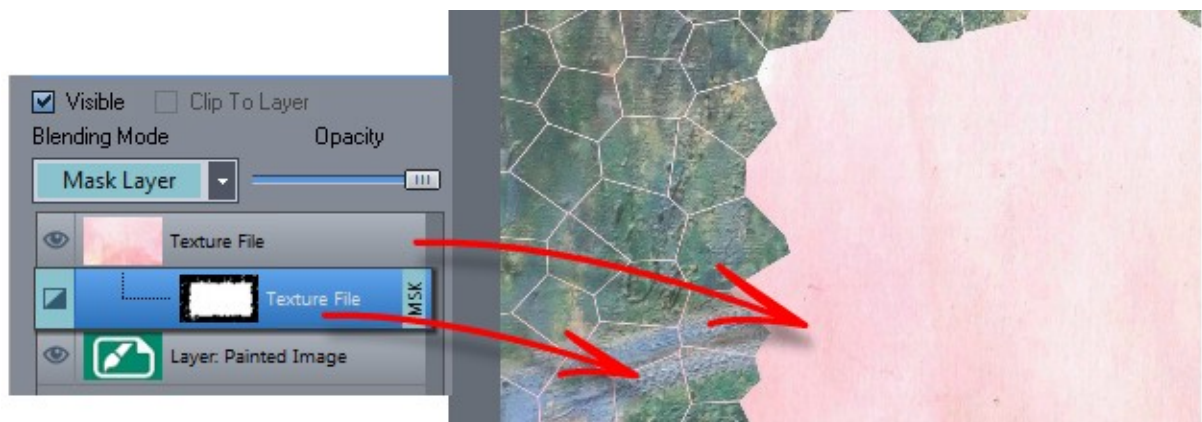 Visible Clip To Layer
Blending Mode Opacity
Mask Layer
Texture File
Texture File MSK
Layer: Painted Image